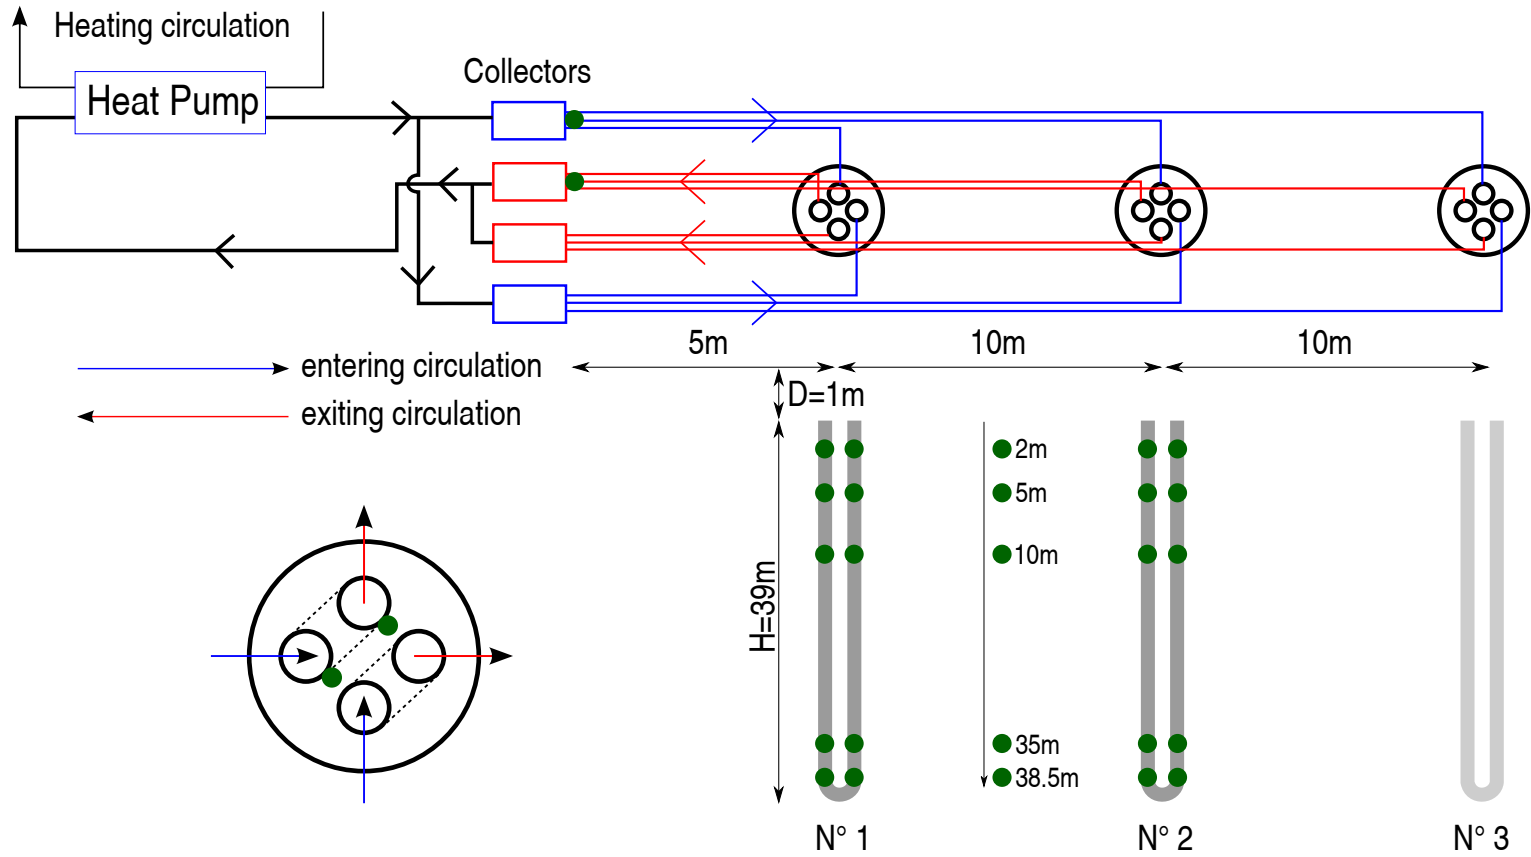 Heating circulation
Heat Pump
Collectors
5m
10m
10m
entering circulation
exiting circulation
D=1m
H=39m
2m
5m
10m
35m
38.5m
N° 1
N° 2
N° 3